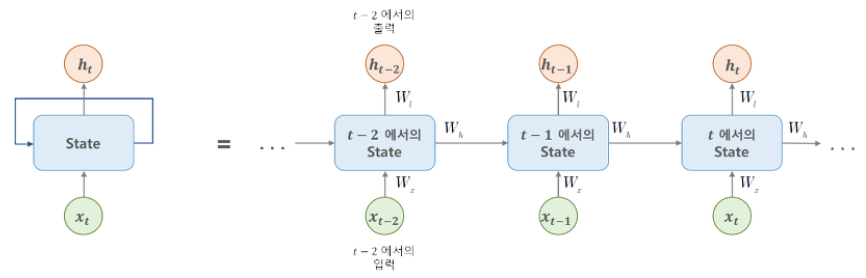 t−2 에서의
출력
h_t
h_{t−2}
h_{t−1}
h_t
W_l
W_l
W_l
State
=
...
t − 2 에서의
State
W_h
t − 1 에서의
State
W_h
t 에서의
State
W_h
...
W_x
W_x
W_x
x_t
x_{t−2}
x_{t−1}
x_t
t−2 에서의
입력